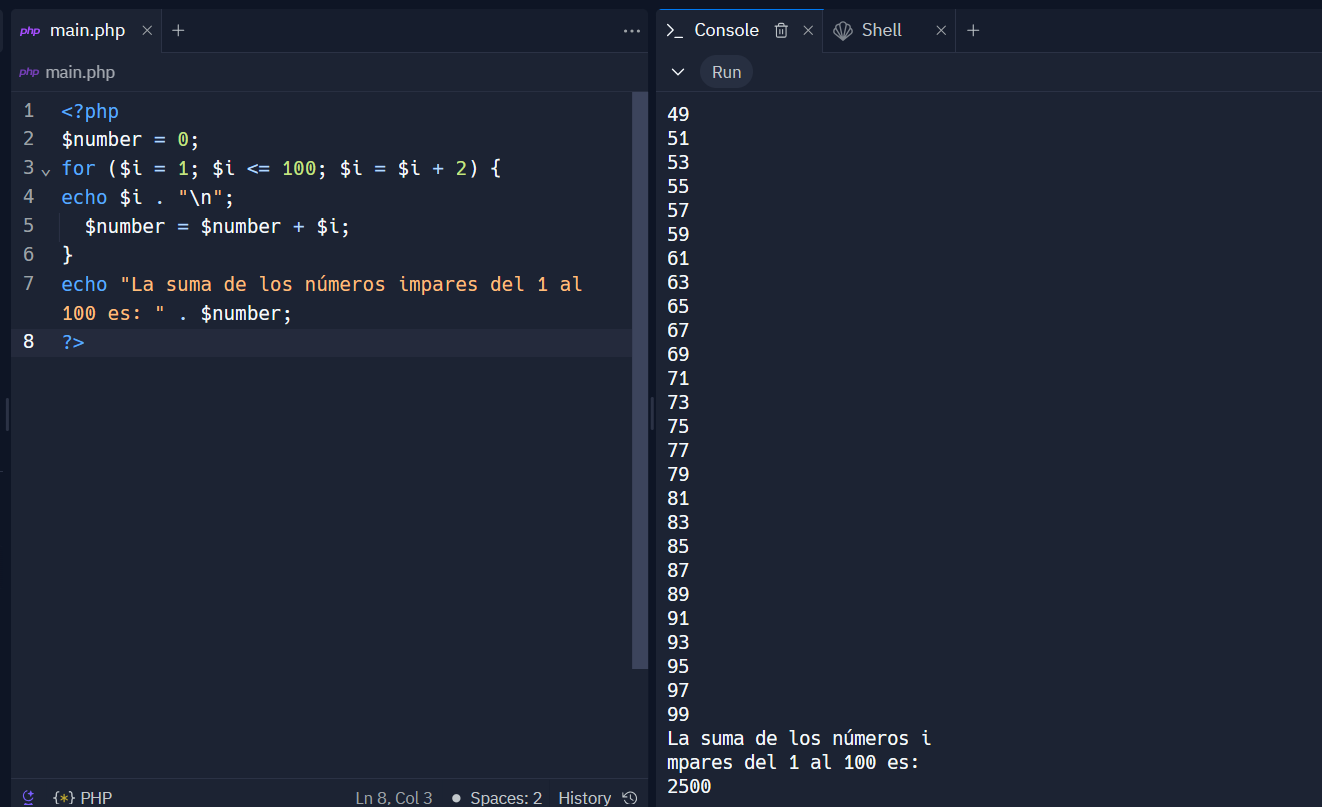 php main.php
php main.php
1 <?php
2 $number = 0;
3 for ($i = 1; $i <= 100; $i = $i + 2) {
4 echo $i . "\n";
5 $number = $number + $i;
6 }
7 echo "La suma de los números impares del 1 al
100 es: " . $number;
8 ?>
{*} PHP
Ln 8, Col 3
Spaces: 2
History
>_ Console
Shell
Run
49
51
53
55
57
59
61
63
65
67
69
71
73
75
77
79
81
83
85
87
89
91
93
95
97
99
La suma de los números i
mpares del 1 al 100 es:
2500